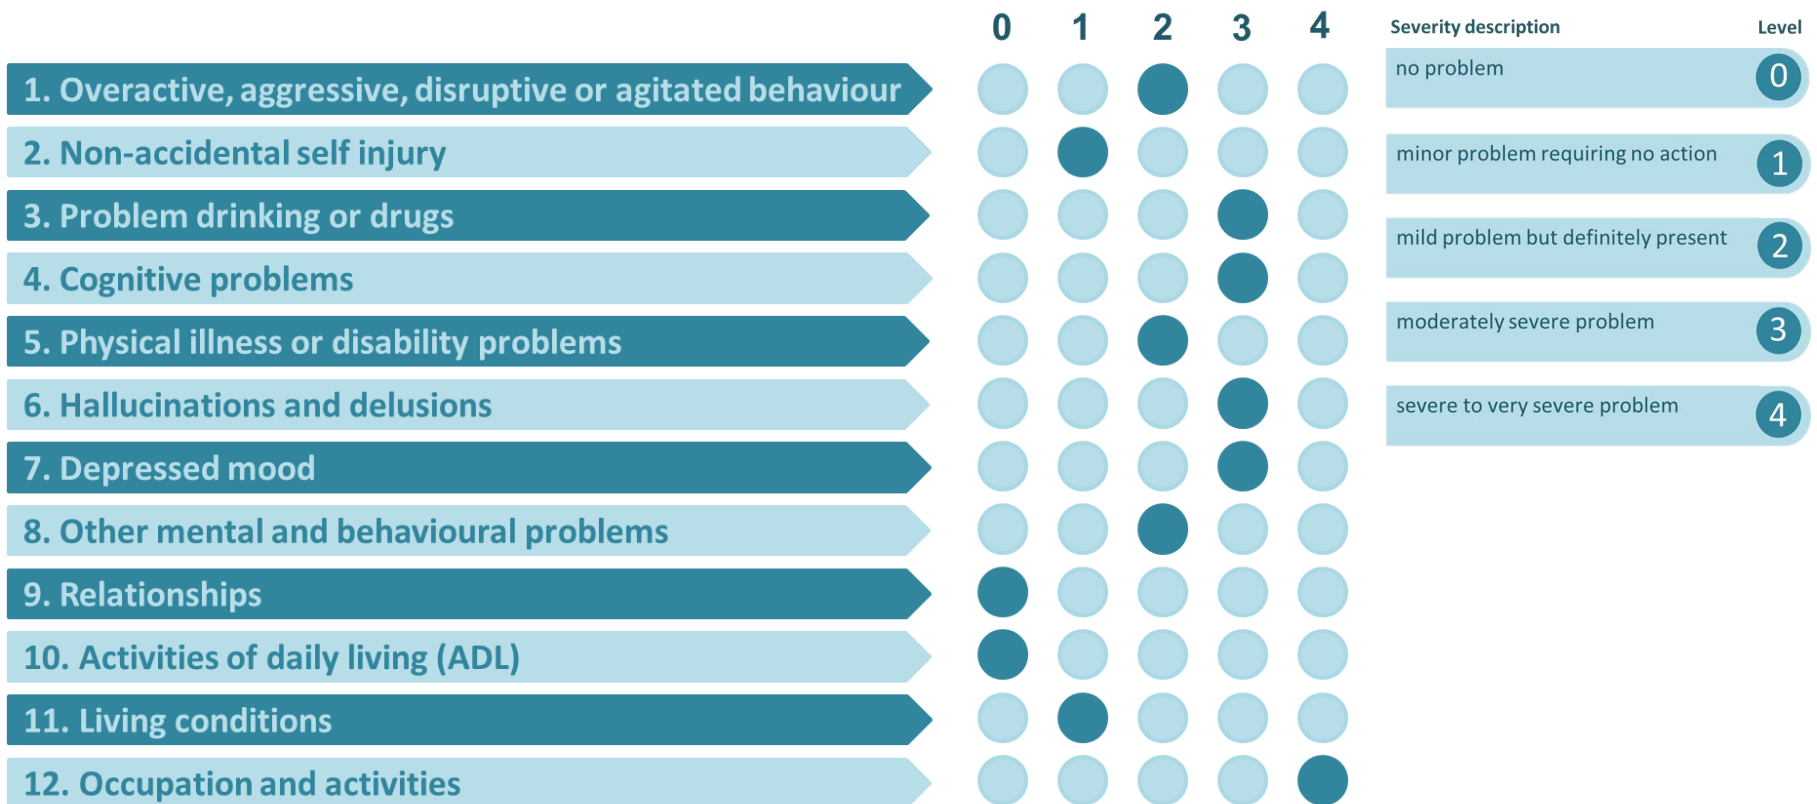 0 1 2 3 4
1. Overactive, aggressive, disruptive or agitated behaviour
2. Non-accidental self injury
3. Problem drinking or drugs
4. Cognitive problems
5. Physical illness or disability problems
6. Hallucinations and delusions
7. Depressed mood
8. Other mental and behavioural problems
9. Relationships
10. Activities of daily living (ADL)
11. Living conditions
12. Occupation and activities
Severity description Level
no problem 0
minor problem requiring no action 1
mild problem but definitely present 2
moderately severe problem 3
severe to very severe problem 4